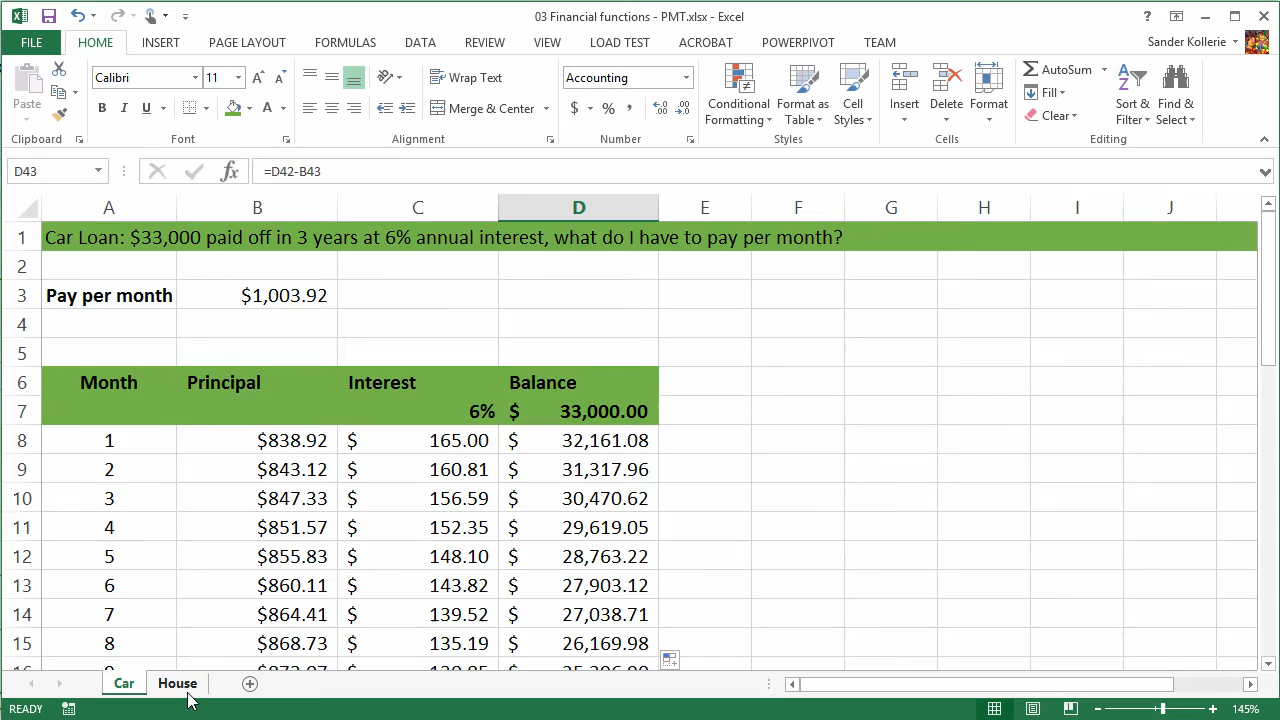 03 Financial functions - PMT.xlsx - Excel
FILE HOME INSERT PAGE LAYOUT FORMULAS DATA REVIEW VIEW LOAD TEST ACROBAT POWERPIVOT TEAM Sander Kollerie
Paste
Clipboard
Calibri 11
B I U A
Font
Wrap Text
Merge & Center
Alignment
Accounting
$ % ,
Number
Conditional Formatting
Format as Table
Cell Styles
Styles
Insert Delete Format
Cells
AutoSum
Fill
Clear
Sort & Filter
Find & Select
Editing
D43 fx =D42-B43
A B C D E F G H I J
1 Car Loan: $33,000 paid off in 3 years at 6% annual interest, what do I have to pay per month?
2
3 Pay per month $1,003.92
4
5
6 Month Principal Interest Balance
7 6% $ 33,000.00
8 1 $838.92 $ 165.00 $ 32,161.08
9 2 $843.12 $ 160.81 $ 31,317.96
10 3 $847.33 $ 156.59 $ 30,470.62
11 4 $851.57 $ 152.35 $ 29,619.05
12 5 $855.83 $ 148.10 $ 28,763.22
13 6 $860.11 $ 143.82 $ 27,903.12
14 7 $864.41 $ 139.52 $ 27,038.71
15 8 $868.73 $ 135.19 $ 26,169.98
Car House
READY 145%